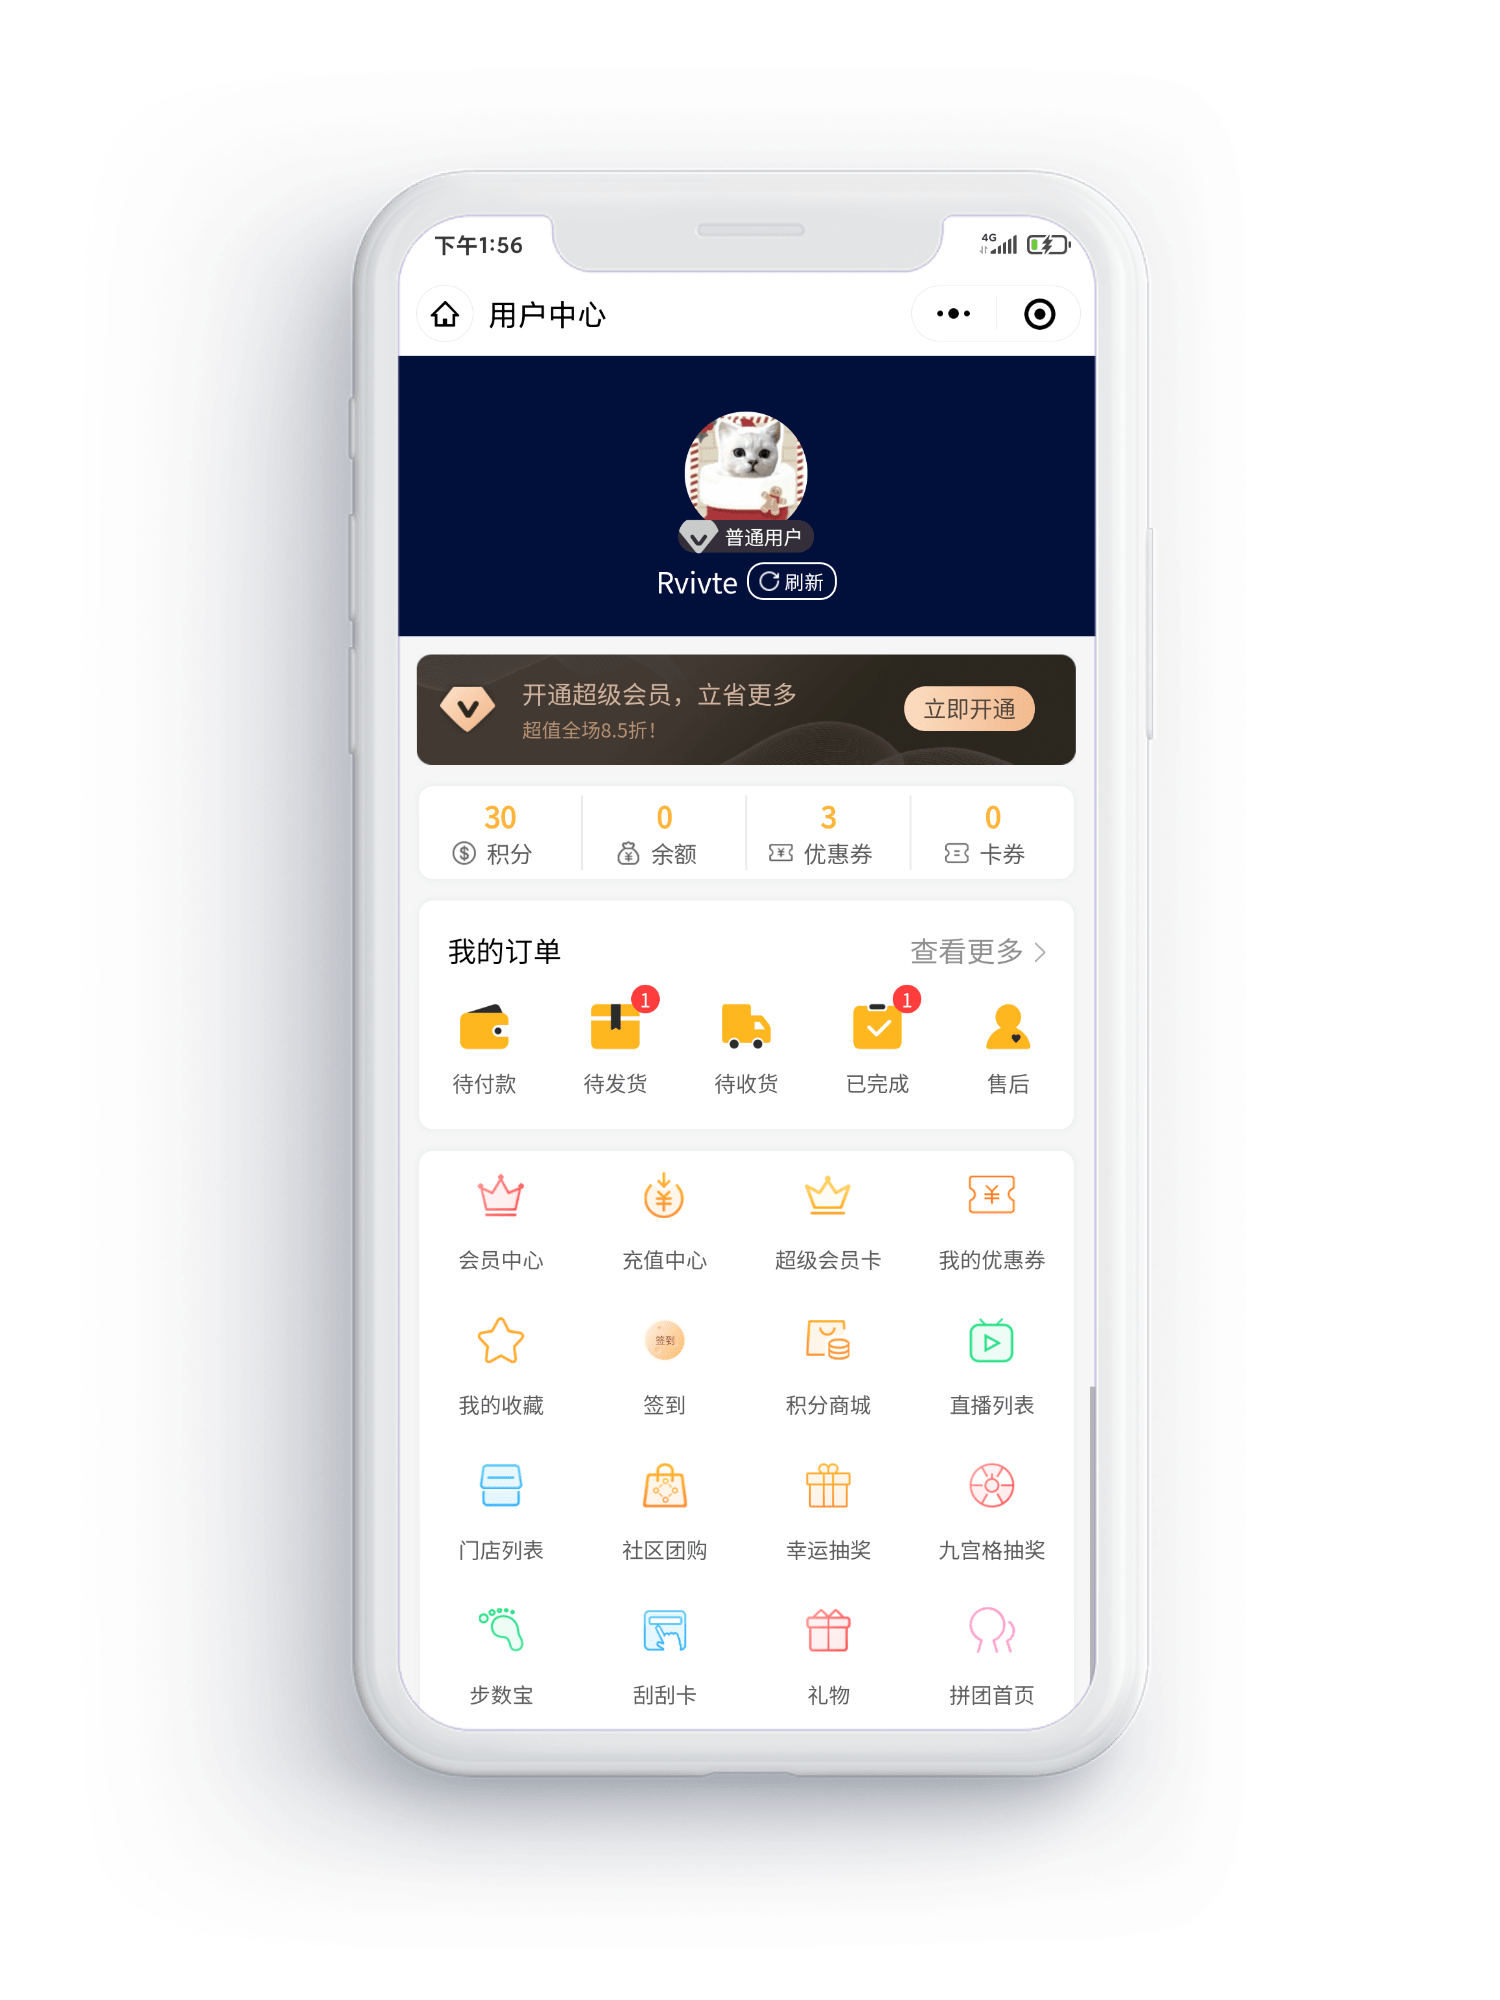 下午1:56
4G
用户中心
普通用户
Rvivte 刷新
开通超级会员，立省更多
超值全场8.5折！
立即开通
30 0 3 0
积分 余额 优惠券 卡券
我的订单 查看更多
1 1
待付款 待发货 待收货 已完成 售后
会员中心 充值中心 超级会员卡 我的优惠券
签到
我的收藏 签到 积分商城 直播列表
门店列表 社区团购 幸运抽奖 九宫格抽奖
步数宝 刮刮卡 礼物 拼团首页